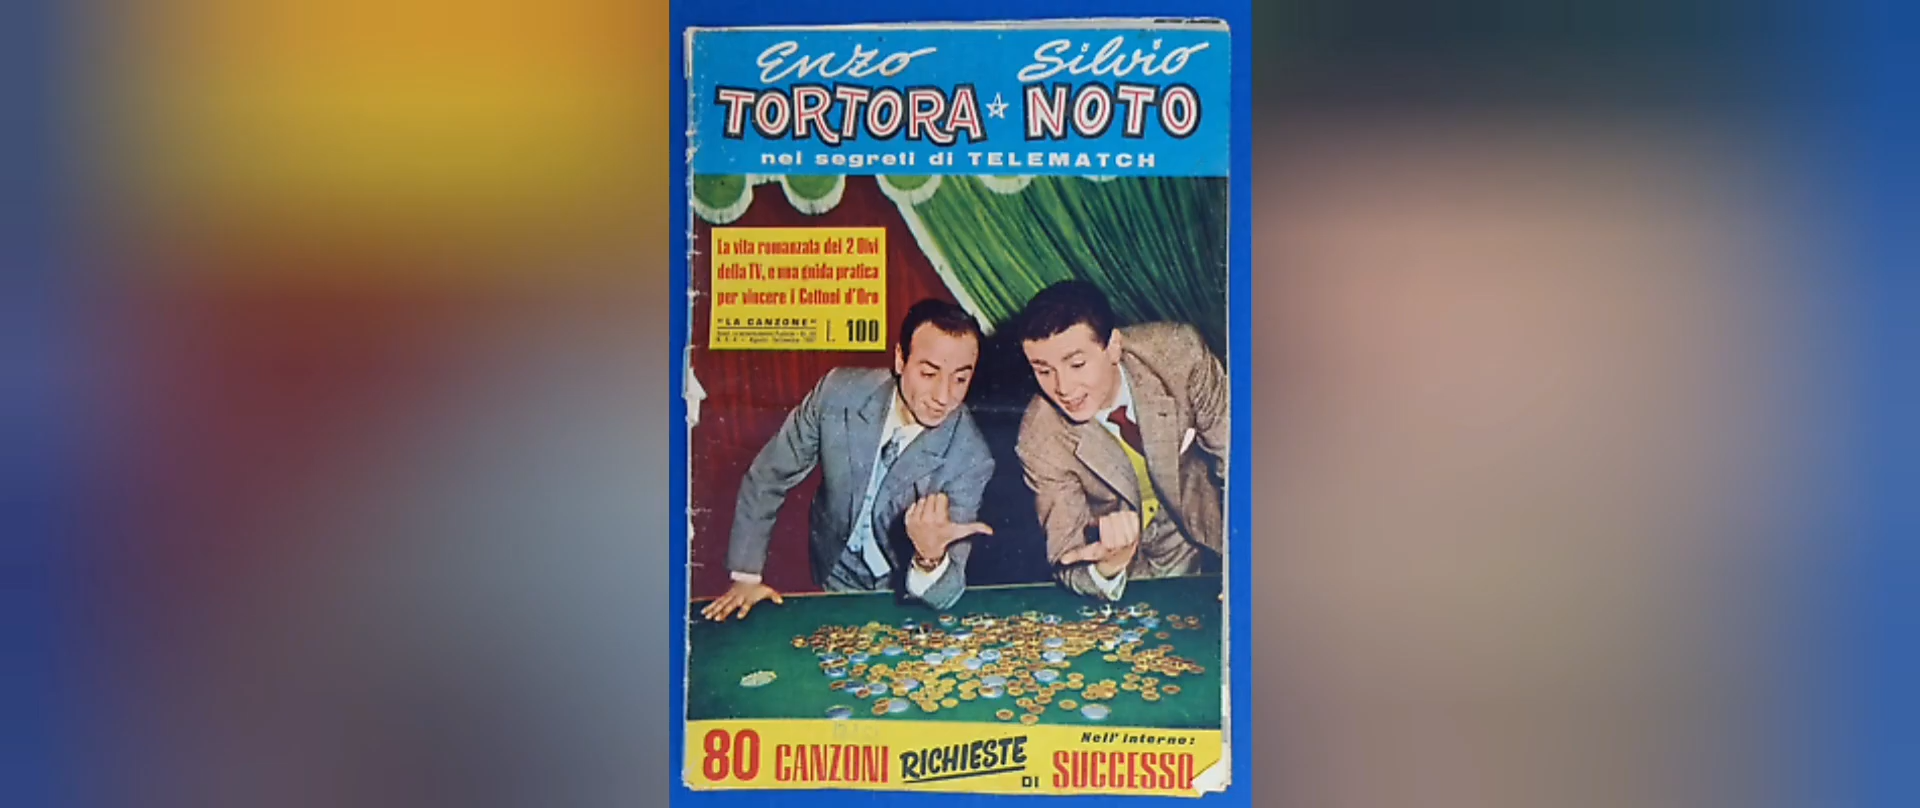 Enzo Silvio
TORTORA ☆ NOTO
nei segreti di TELEMATCH
La vita romanzata dei 2 Divi
della TV, e una guida pratica
per vincere i Gettoni d'Oro
"LA CANZONE"
L. 100
80 CANZONI RICHIESTE DI SUCCESSO
Nell'interno: